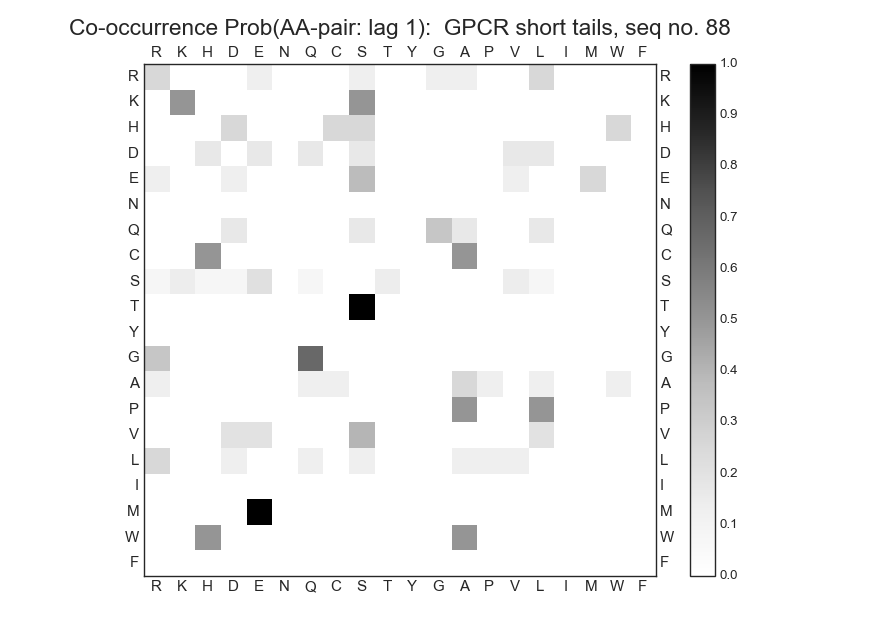 Co-occurrence Prob(AA-pair: lag 1):  GPCR short tails, seq no. 88
R K H D E N Q C S T Y G A P V L I M W F
R R 1.0
K K 0.9
H H
D D 0.8
E E
N N 0.7
Q Q
C C 0.6
S S
T T 0.5
Y Y
G G 0.4
A A
P P 0.3
V V
L L 0.2
I I
M M 0.1
W W
F F 0.0
R K H D E N Q C S T Y G A P V L I M W F